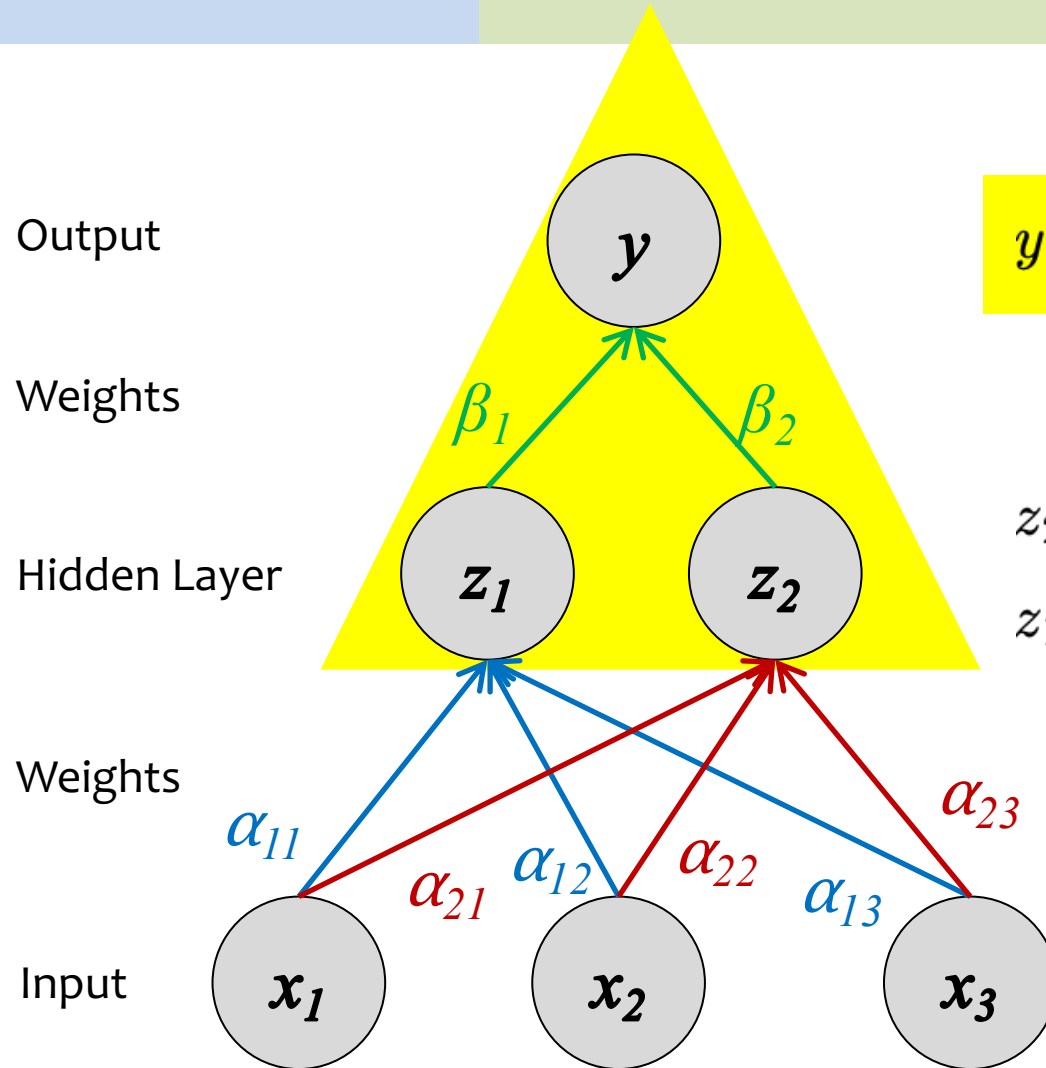 Output
y
y
Weights
β₁
β₂
Hidden Layer
z₁
z₂
z
z
Weights
α₁₁
α₂₁
α₁₂
α₂₂
α₁₃
α₂₃
Input
x₁
x₂
x₃